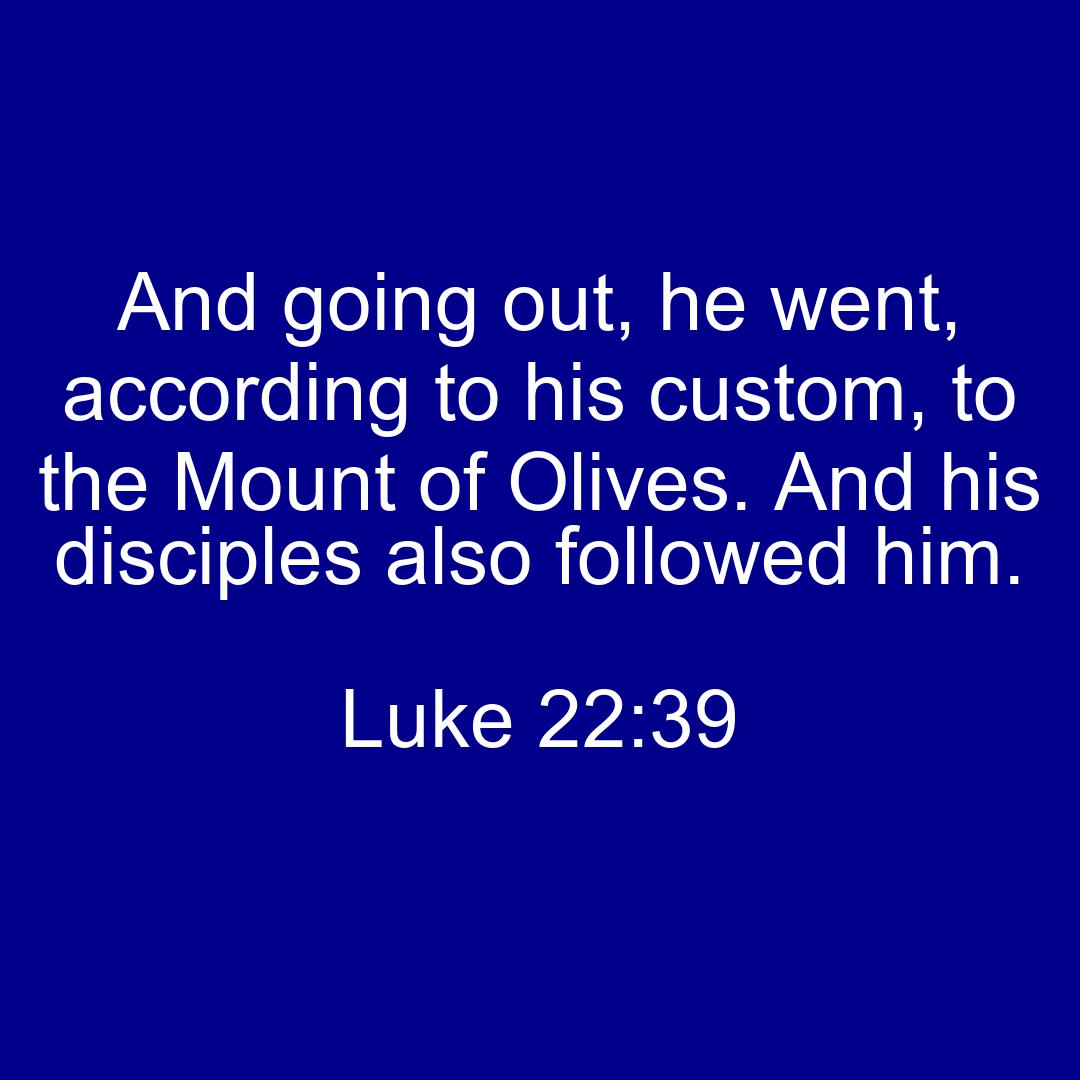 And going out, he went,
according to his custom, to
the Mount of Olives. And his
disciples also followed him.
Luke 22:39